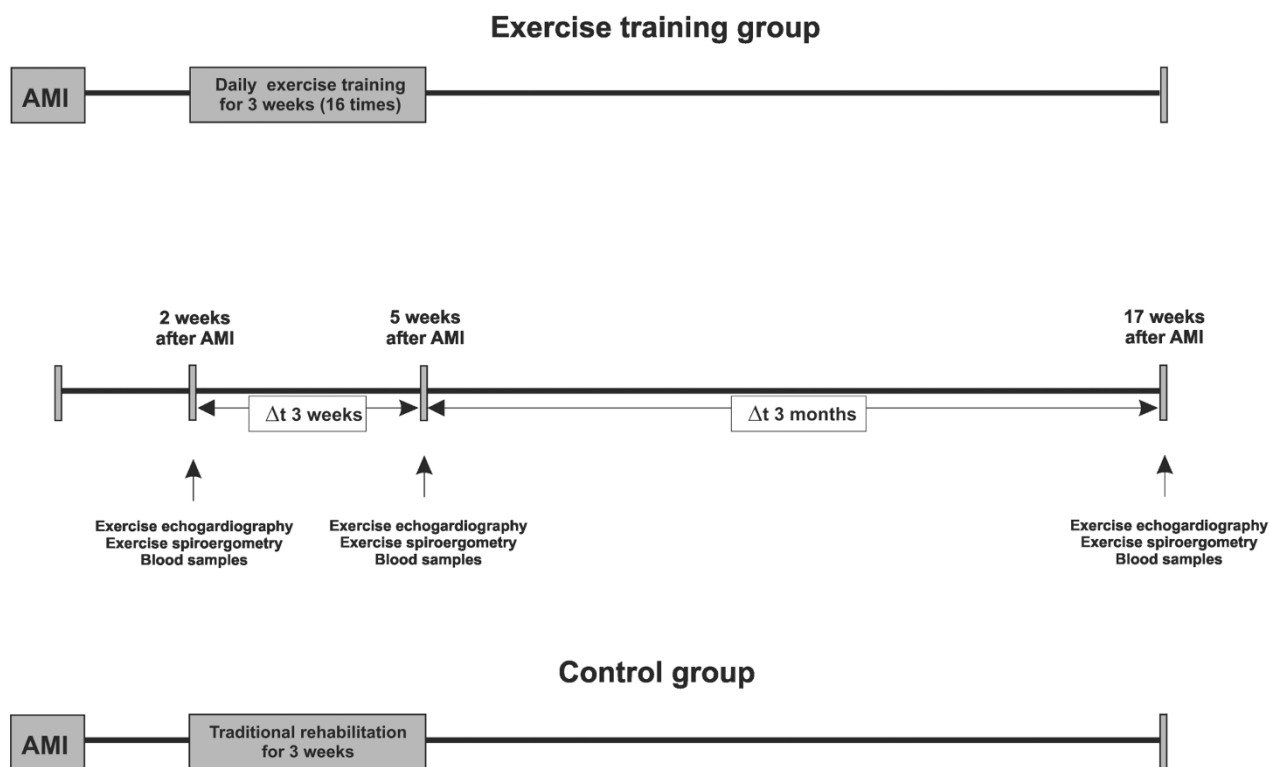 Exercise training group
AMI
Daily exercise training
for 3 weeks (16 times)
2 weeks
after AMI
5 weeks
after AMI
17 weeks
after AMI
Δt 3 weeks
Δt 3 months
Exercise echogardiography
Exercise spiroergometry
Blood samples
Exercise echogardiography
Exercise spiroergometry
Blood samples
Exercise echogardiography
Exercise spiroergometry
Blood samples
Control group
AMI
Traditional rehabilitation
for 3 weeks